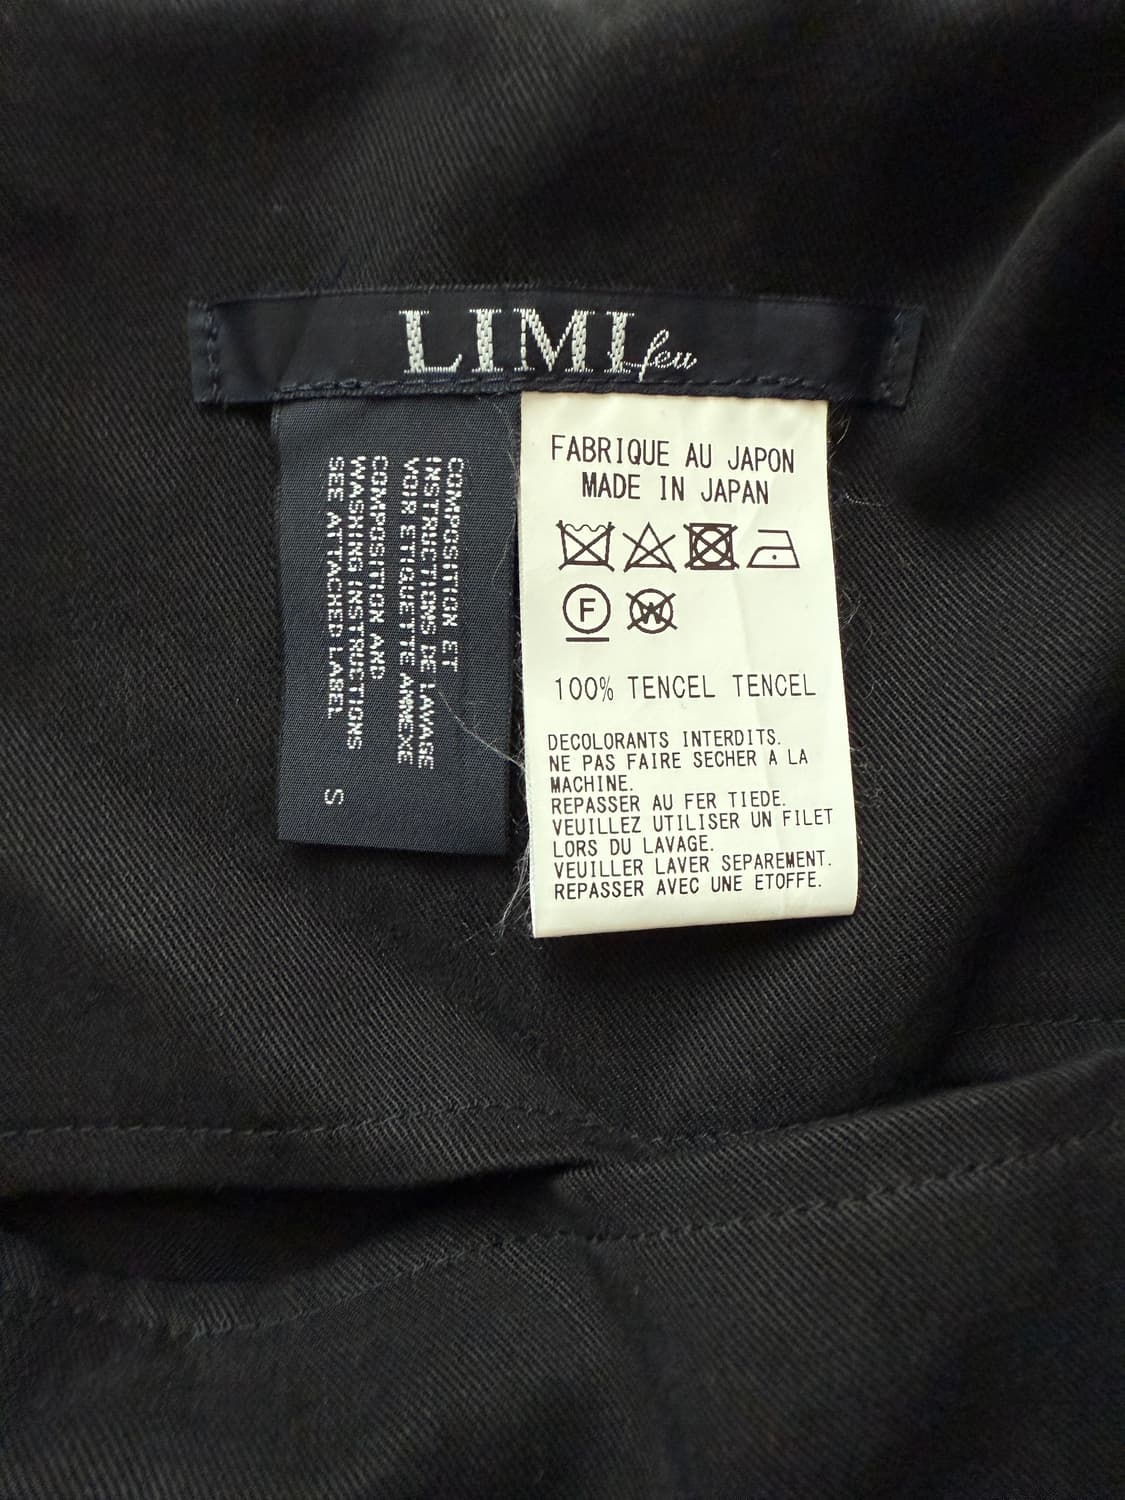 LIMI feu
COMPOSITION ET
INSTRUCTIONS DE LAVAGE
VOIR ETIQUETTE ANNEXE
COMPOSITION AND
WASHING INSTRUCTIONS
SEE ATTACHED LABEL
S
FABRIQUE AU JAPON
MADE IN JAPAN
F W
100% TENCEL TENCEL
DECOLORANTS INTERDITS.
NE PAS FAIRE SECHER A LA
MACHINE.
REPASSER AU FER TIEDE.
VEUILLEZ UTILISER UN FILET
LORS DU LAVAGE.
VEUILLER LAVER SEPAREMENT.
REPASSER AVEC UNE ETOFFE.